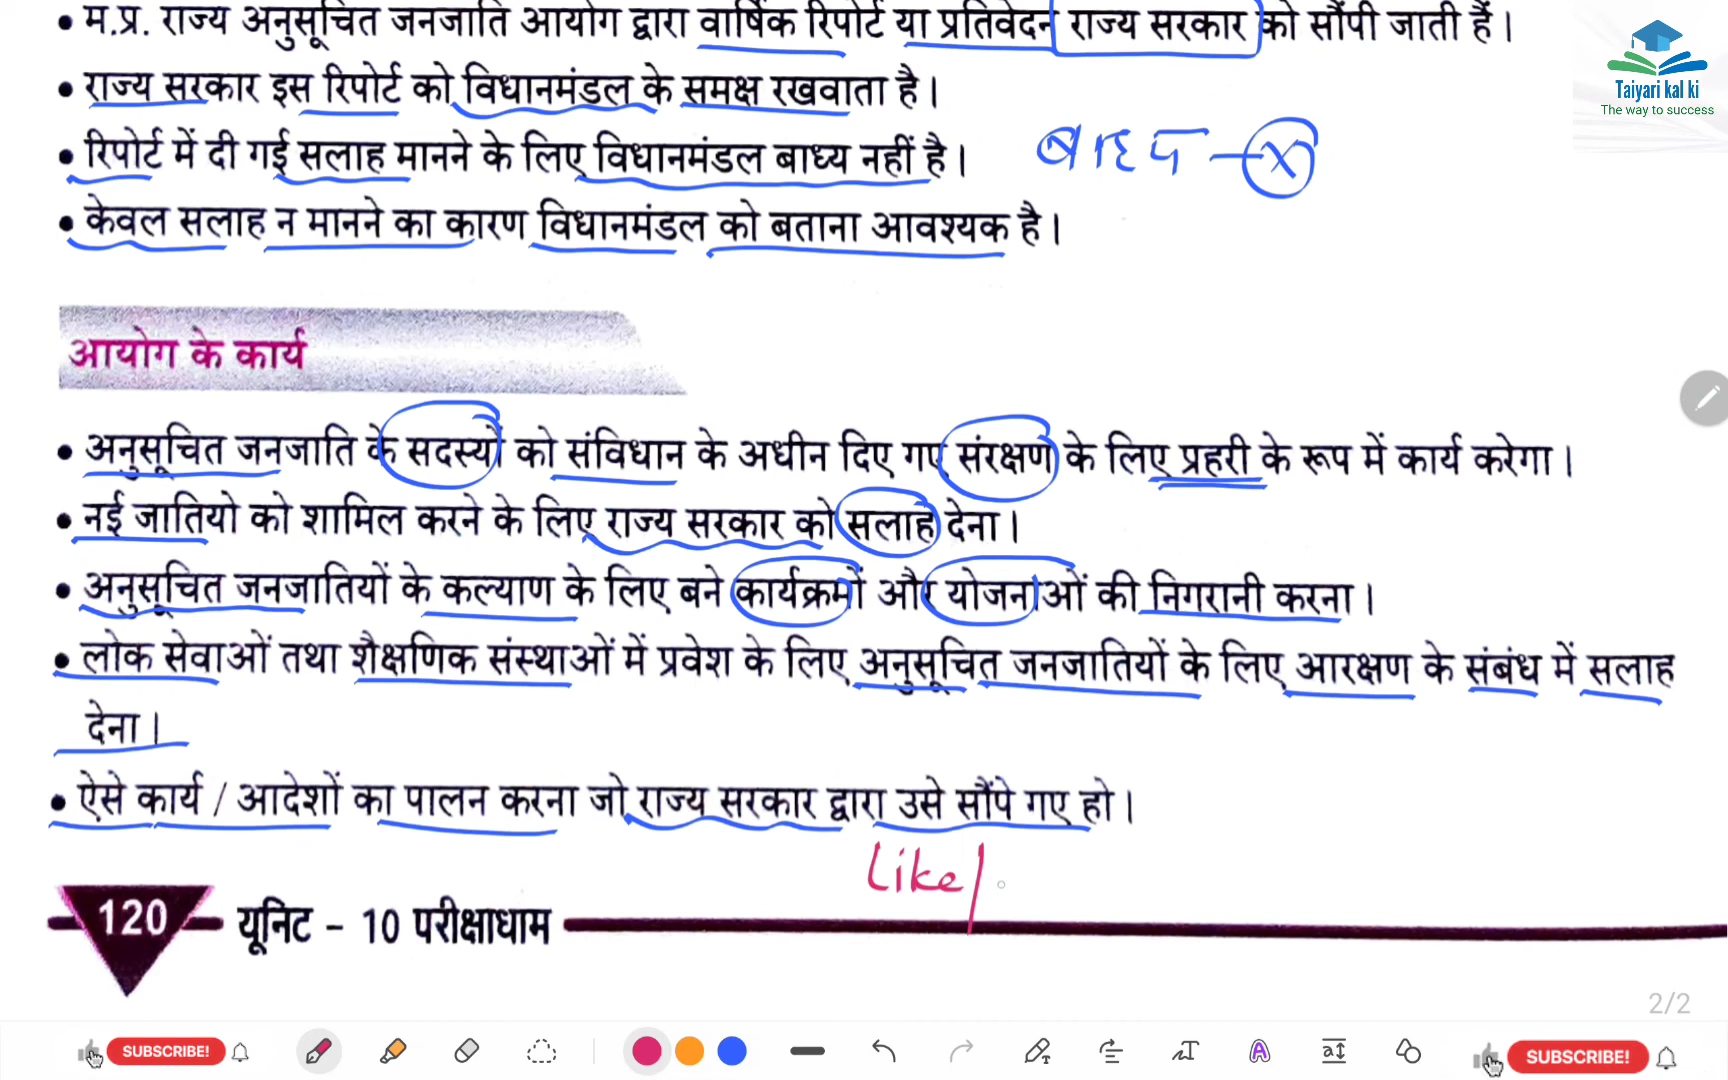 • म.प्र. राज्य अनुसूचित जनजाति आयोग द्वारा वार्षिक रिपोर्ट या प्रतिवेदन राज्य सरकार को सौंपी जाती हैं।
Taiyari kal ki
The way to success
• राज्य सरकार इस रिपोर्ट को विधानमंडल के समक्ष रखवाता है।
• रिपोर्ट में दी गई सलाह मानने के लिए विधानमंडल बाध्य नहीं है।
• केवल सलाह न मानने का कारण विधानमंडल को बताना आवश्यक है।
आयोग के कार्य
• अनुसूचित जनजाति के सदस्यों को संविधान के अधीन दिए गए संरक्षण के लिए प्रहरी के रूप में कार्य करेगा।
• नई जातियो को शामिल करने के लिए राज्य सरकार को सलाह देना।
• अनुसूचित जनजातियों के कल्याण के लिए बने कार्यक्रमों और योजनाओं की निगरानी करना।
• लोक सेवाओं तथा शैक्षणिक संस्थाओं में प्रवेश के लिए अनुसूचित जनजातियों के लिए आरक्षण के संबंध में सलाह
देना।
• ऐसे कार्य / आदेशों का पालन करना जो राज्य सरकार द्वारा उसे सौंपे गए हो।
Like/
120 यूनिट - 10 परीक्षाधाम
2/2
SUBSCRIBE! SUBSCRIBE!